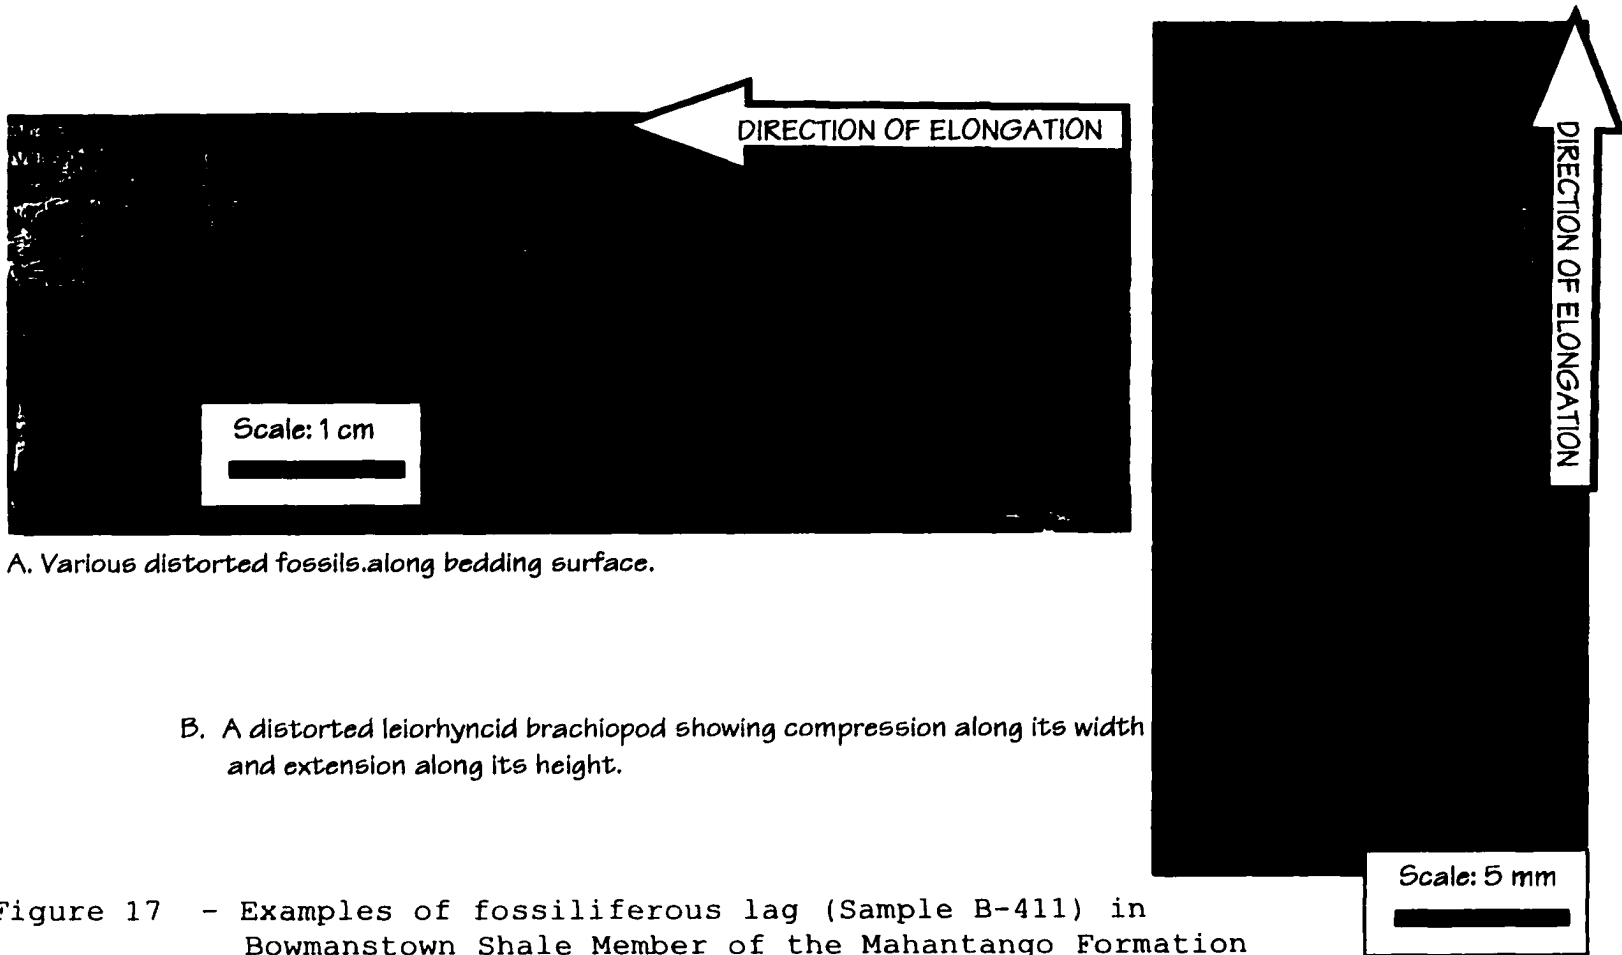 DIRECTION OF ELONGATION
DIRECTION OF ELONGATION
Scale: 1 cm
A. Various distorted fossils.along bedding surface.
B. A distorted leiorhyncid brachiopod showing compression along its width
and extension along its height.
Scale: 5 mm
Figure 17 - Examples of fossiliferous lag (Sample B-411) in
Bowmanstown Shale Member of the Mahantango Formation